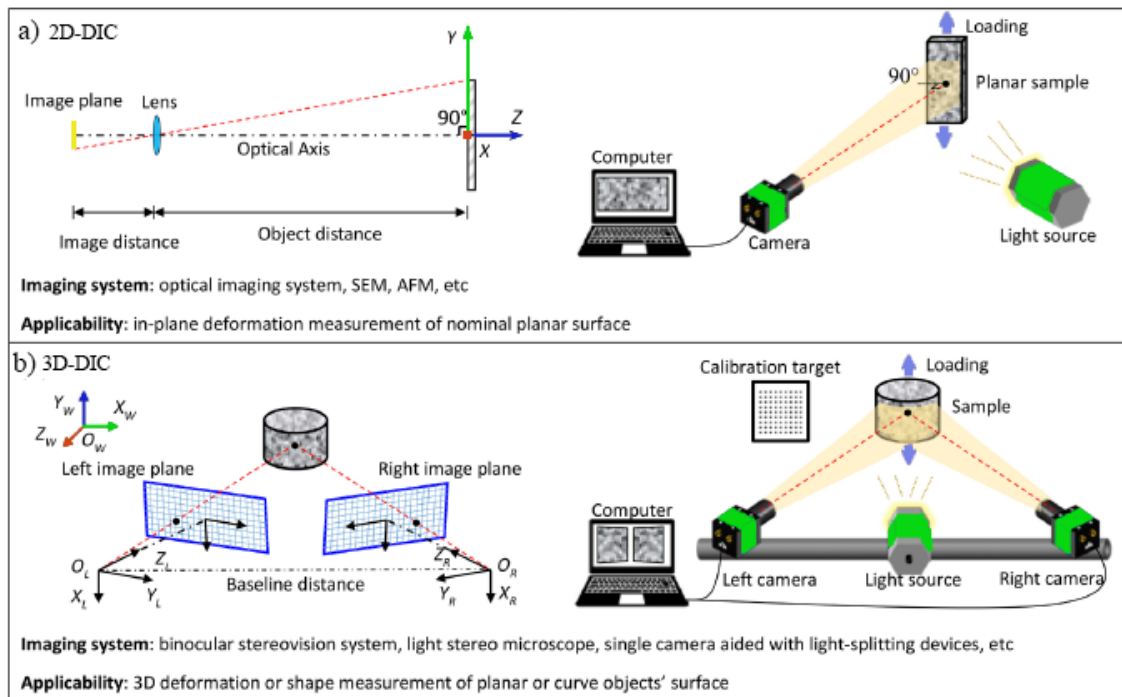 a) 2D-DIC
Y
Image plane
Lens
90°
Z
Optical Axis
X
Image distance
Object distance
Loading
90°
Planar sample
Computer
Camera
Light source
Imaging system: optical imaging system, SEM, AFM, etc
Applicability: in-plane deformation measurement of nominal planar surface
b) 3D-DIC
Y_W
X_W
Z_W
O_W
Left image plane
Right image plane
O_L
Z_L
Z_R
O_R
Baseline distance
X_L
Y_L
Y_R
X_R
Calibration target
Loading
Sample
Computer
Left camera
Light source
Right camera
Imaging system: binocular stereovision system, light stereo microscope, single camera aided with light-splitting devices, etc
Applicability: 3D deformation or shape measurement of planar or curve objects' surface